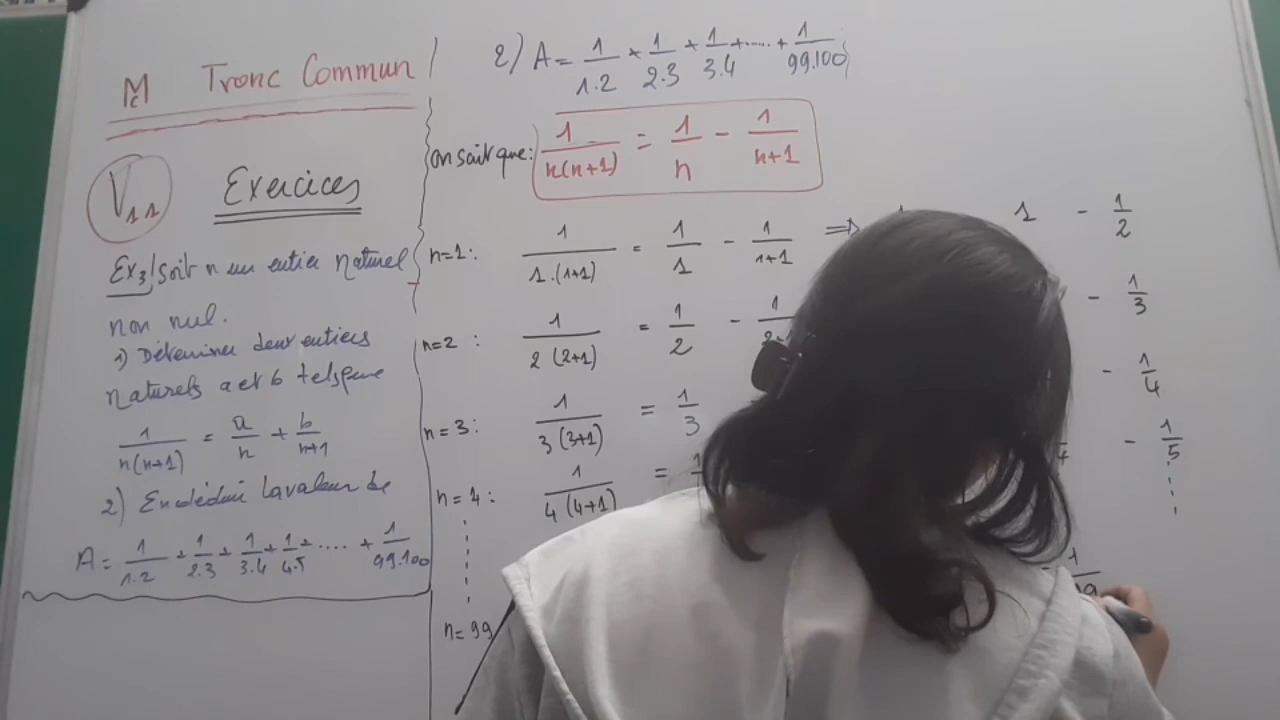 Tronc Commun
V11
Exercices
Ex3/ Soit n un entier naturel
non nul.
1) Déterminer deux entiers
naturels a et b tels que
1/n(n+1) = a/n + b/n+1
2) En déduire la valeur de
A = 1/1.2 + 1/2.3 + 1/3.4 + 1/4.5 + .... + 1/99.100
2) A = 1/1.2 + 1/2.3 + 1/3.4 + ..... + 1/99.100
on sait que: 1/n(n+1) = 1/n - 1/n+1
n=1: 1/1.(1+1) = 1/1 - 1/1+1 => 1 - 1/2
n=2: 1/2(2+1) = 1/2 - 1/ - 1/3
n=3: 1/3(3+1) = 1/3 - 1/4
n=4: 1/4(4+1) = - 1/5
n=99